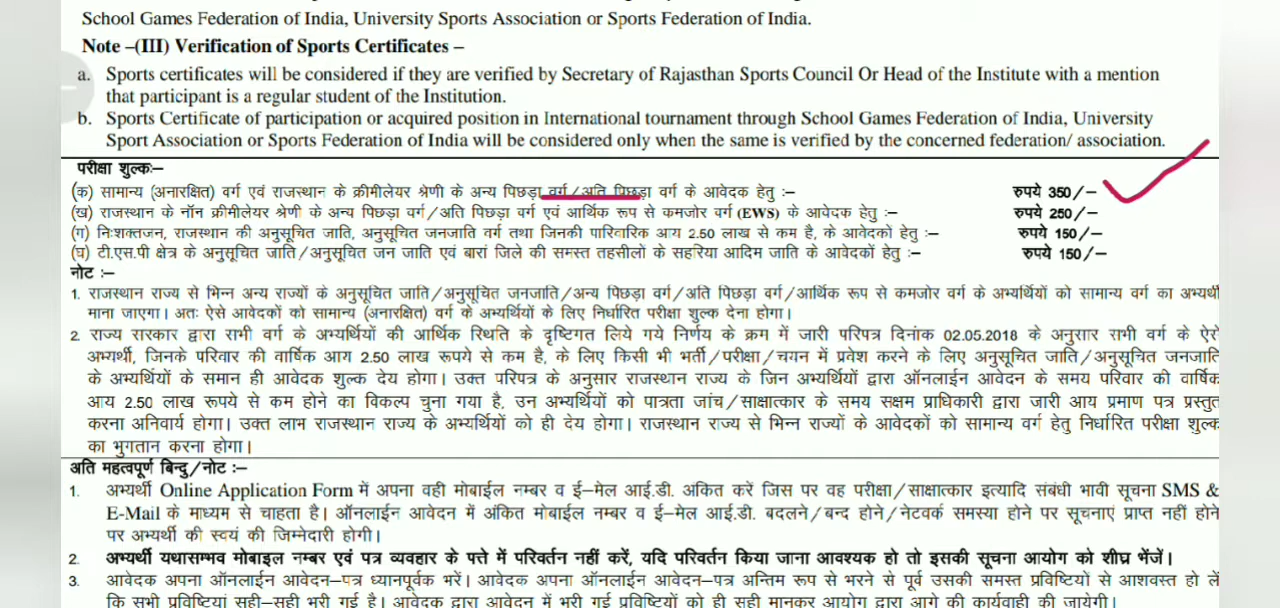 School Games Federation of India, University Sports Association or Sports Federation of India.
Note –(III) Verification of Sports Certificates –
a. Sports certificates will be considered if they are verified by Secretary of Rajasthan Sports Council Or Head of the Institute with a mention
that participant is a regular student of the Institution.
b. Sports Certificate of participation or acquired position in International tournament through School Games Federation of India, University
Sport Association or Sports Federation of India will be considered only when the same is verified by the concerned federation/ association.
परीक्षा शुल्कः–
(क) सामान्य (अनारक्षित) वर्ग एवं राजस्थान के क्रीमीलेयर श्रेणी के अन्य पिछड़ा वर्ग/अति पिछड़ा वर्ग के आवेदक हेतु :– रुपये 350/–
(ख) राजस्थान के नॉन क्रीमीलेयर श्रेणी के अन्य पिछड़ा वर्ग/अति पिछड़ा वर्ग एवं आर्थिक रूप से कमजोर वर्ग (EWS) के आवेदक हेतु :– रुपये 250/–
(ग) निःशक्तजन, राजस्थान की अनुसूचित जाति, अनुसूचित जनजाति वर्ग तथा जिनकी पारिवारिक आय 2.50 लाख से कम है, के आवेदकों हेतु :– रुपये 150/–
(घ) टी.एस.पी क्षेत्र के अनुसूचित जाति/अनुसूचित जन जाति एवं बारां जिले की समस्त तहसीलों के सहरिया आदिम जाति के आवेदकों हेतु :– रुपये 150/–
नोट :–
1. राजस्थान राज्य से भिन्न अन्य राज्यों के अनुसूचित जाति/अनुसूचित जनजाति/अन्य पिछड़ा वर्ग/अति पिछड़ा वर्ग/आर्थिक रूप से कमजोर वर्ग के अभ्यर्थियों को सामान्य वर्ग का अभ्यर्थी
माना जाएगा। अतः ऐसे आवेदकों को सामान्य (अनारक्षित) वर्ग के अभ्यर्थियों के लिए निर्धारित परीक्षा शुल्क देना होगा।
2. राज्य सरकार द्वारा सभी वर्ग के अभ्यर्थियों की आर्थिक स्थिति के दृष्टिगत लिये गये निर्णय के क्रम में जारी परिपत्र दिनांक 02.05.2018 के अनुसार सभी वर्ग के ऐसे
अभ्यर्थी, जिनके परिवार की वार्षिक आय 2.50 लाख रूपये से कम है, के लिए किसी भी भर्ती/परीक्षा/चयन में प्रवेश करने के लिए अनुसूचित जाति/अनुसूचित जनजाति
के अभ्यर्थियों के समान ही आवेदक शुल्क देय होगा। उक्त परिपत्र के अनुसार राजस्थान राज्य के जिन अभ्यर्थियों द्वारा ऑनलाईन आवेदन के समय परिवार की वार्षिक
आय 2.50 लाख रूपये से कम होने का विकल्प चुना गया है, उन अभ्यर्थियों को पात्रता जांच/साक्षात्कार के समय सक्षम प्राधिकारी द्वारा जारी आय प्रमाण पत्र प्रस्तुत
करना अनिवार्य होगा। उक्त लाभ राजस्थान राज्य के अभ्यर्थियों को ही देय होगा। राजस्थान राज्य से भिन्न राज्यों के आवेदकों को सामान्य वर्ग हेतु निर्धारित परीक्षा शुल्क
का भुगतान करना होगा।
अति महत्वपूर्ण बिन्दु/नोट :–
1. अभ्यर्थी Online Application Form में अपना वही मोबाईल नम्बर व ई–मेल आई.डी. अंकित करें जिस पर वह परीक्षा/साक्षात्कार इत्यादि संबंधी भावी सूचना SMS &
E-Mail के माध्यम से चाहता है। ऑनलाईन आवेदन में अंकित मोबाईल नम्बर व ई–मेल आई.डी. बदलने/बन्द होने/नेटवर्क समस्या होने पर सूचनाएं प्राप्त नहीं होने
पर अभ्यर्थी की स्वयं की जिम्मेदारी होगी।
2. अभ्यर्थी यथासम्भव मोबाइल नम्बर एवं पत्र व्यवहार के पत्ते में परिवर्तन नहीं करें, यदि परिवर्तन किया जाना आवश्यक हो तो इसकी सूचना आयोग को शीघ्र भेंजें।
3. आवेदक अपना ऑनलाईन आवेदन–पत्र ध्यानपूर्वक भरें। आवेदक अपना ऑनलाईन आवेदन–पत्र अन्तिम रूप से भरने से पूर्व उसकी समस्त प्रविष्टियों से आशवस्त हो लें
कि सभी प्रविष्टियां सही–सही भरी गई है। आवेदक द्वारा आवेदन में भरी गई प्रविष्टियों को ही सही मानकर आयोग द्वारा आगे की कार्यवाही की जायेगी।